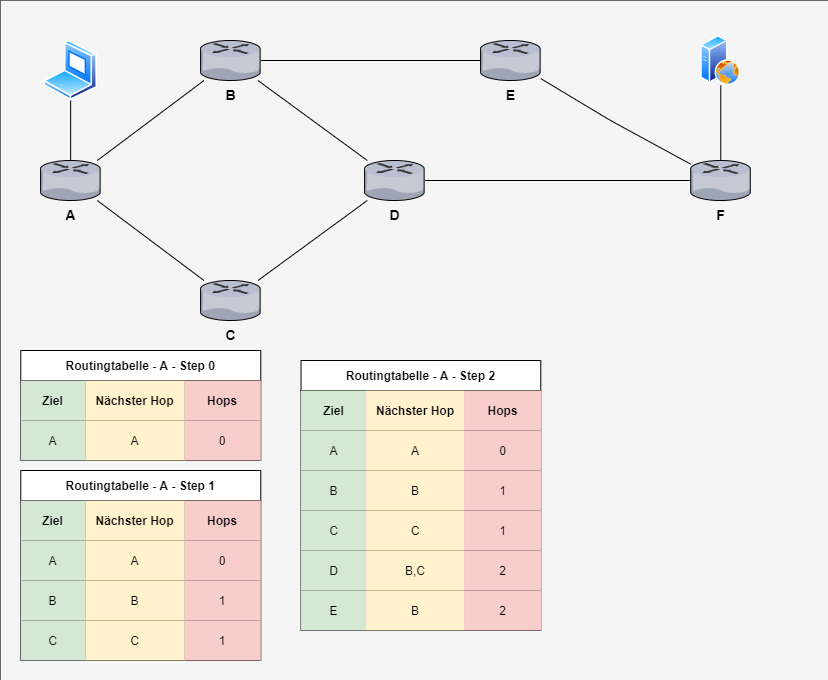 B
E
A
D
F
C
Routingtabelle - A - Step 0
Ziel Nächster Hop Hops
A A 0
Routingtabelle - A - Step 1
Ziel Nächster Hop Hops
A A 0
B B 1
C C 1
Routingtabelle - A - Step 2
Ziel Nächster Hop Hops
A A 0
B B 1
C C 1
D B,C 2
E B 2